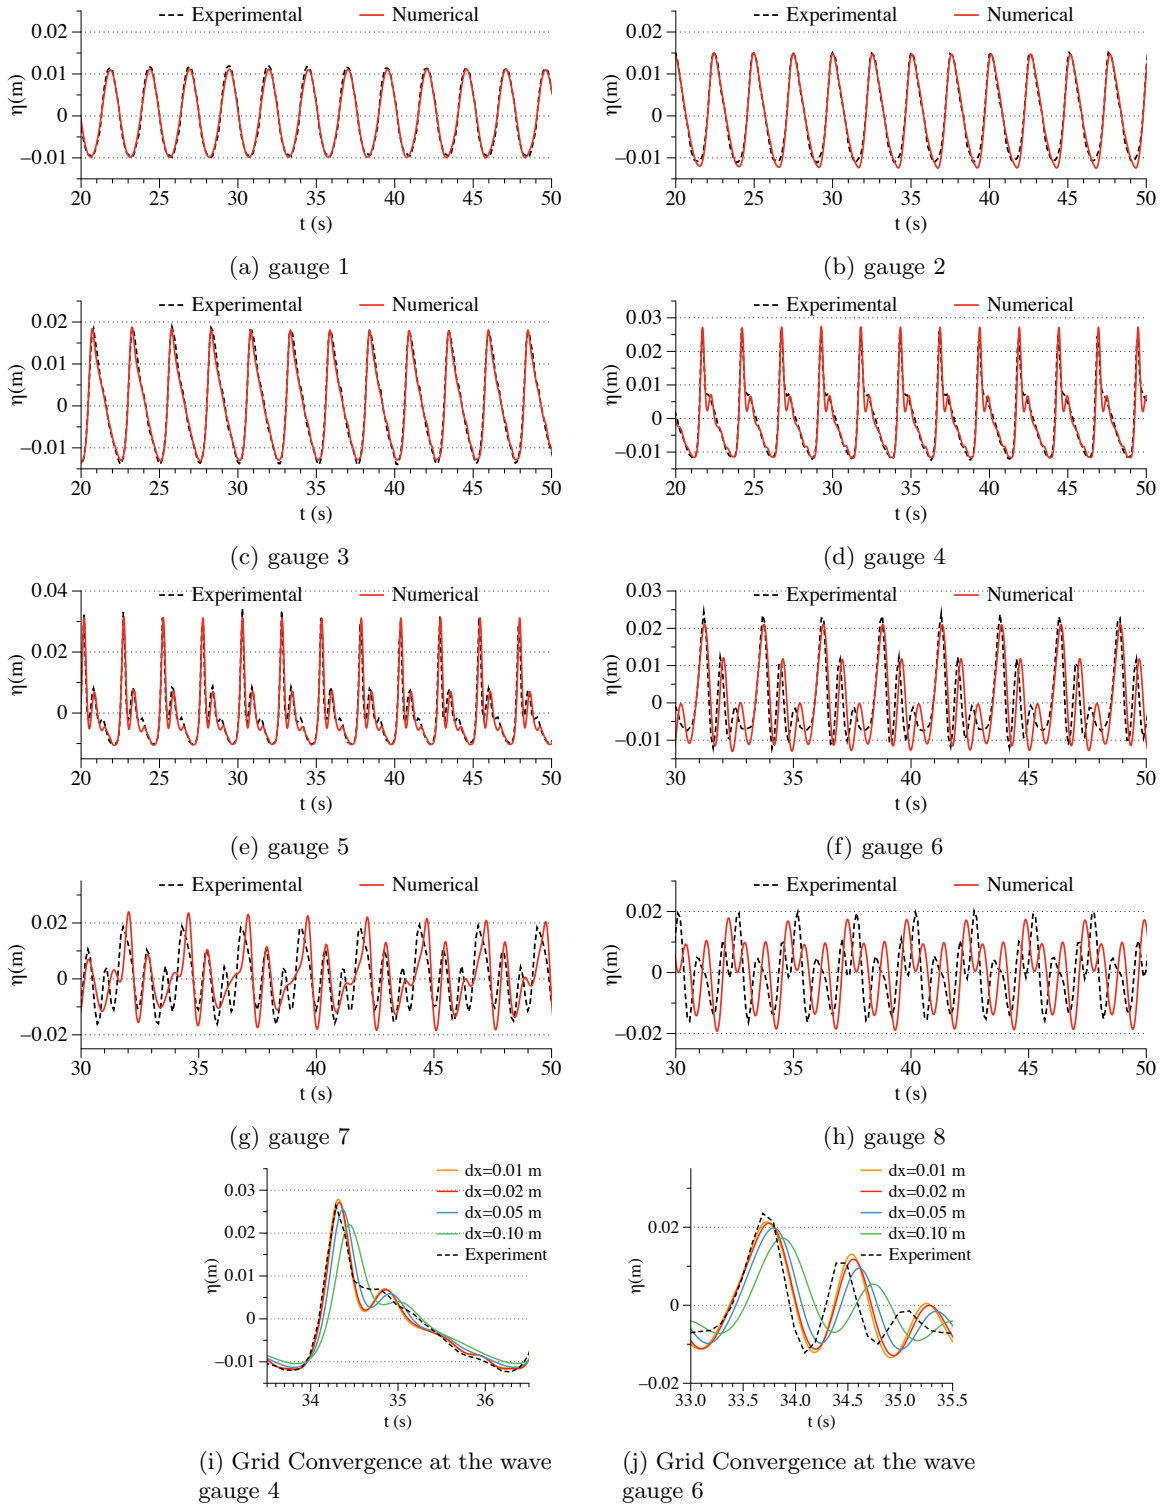 Experimental Numerical
0.02
0.01
0
−0.01
η(m)
20 25 30 35 40 45 50
t (s)
(a) gauge 1
Experimental Numerical
0.02
0.01
0
−0.01
η(m)
20 25 30 35 40 45 50
t (s)
(b) gauge 2
Experimental Numerical
0.02
0.01
0
−0.01
η(m)
20 25 30 35 40 45 50
t (s)
(c) gauge 3
Experimental Numerical
0.03
0.02
0.01
0
−0.01
η(m)
20 25 30 35 40 45 50
t (s)
(d) gauge 4
Experimental Numerical
0.04
0.02
0
η(m)
20 25 30 35 40 45 50
t (s)
(e) gauge 5
Experimental Numerical
0.03
0.02
0.01
0
−0.01
η(m)
30 35 40 45 50
t (s)
(f) gauge 6
Experimental Numerical
0.02
0
−0.02
η(m)
30 35 40 45 50
t (s)
(g) gauge 7
Experimental Numerical
0.02
0
−0.02
η(m)
30 35 40 45 50
t (s)
(h) gauge 8
dx=0.01 m
dx=0.02 m
dx=0.05 m
dx=0.10 m
Experiment
0.03
0.02
0.01
0
−0.01
η(m)
34 35 36
t (s)
(i) Grid Convergence at the wave
gauge 4
dx=0.01 m
dx=0.02 m
dx=0.05 m
dx=0.10 m
Experiment
0.02
0
−0.02
η(m)
33.0 33.5 34.0 34.5 35.0 35.5
t (s)
(j) Grid Convergence at the wave
gauge 6